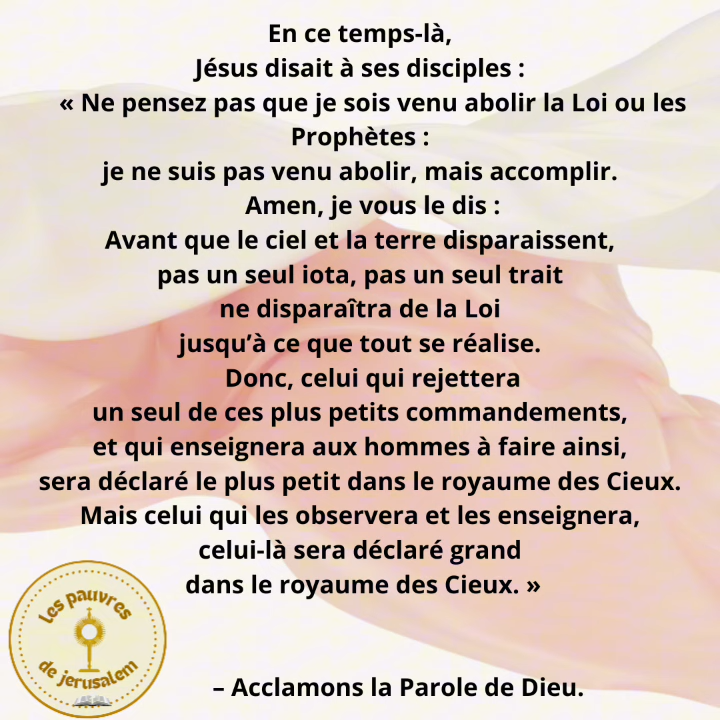 En ce temps-là,
Jésus disait à ses disciples :
« Ne pensez pas que je sois venu abolir la Loi ou les
Prophètes :
je ne suis pas venu abolir, mais accomplir.
Amen, je vous le dis :
Avant que le ciel et la terre disparaissent,
pas un seul iota, pas un seul trait
ne disparaîtra de la Loi
jusqu’à ce que tout se réalise.
Donc, celui qui rejettera
un seul de ces plus petits commandements,
et qui enseignera aux hommes à faire ainsi,
sera déclaré le plus petit dans le royaume des Cieux.
Mais celui qui les observera et les enseignera,
celui-là sera déclaré grand
dans le royaume des Cieux. »
les pauvres
de jerusalem
– Acclamons la Parole de Dieu.